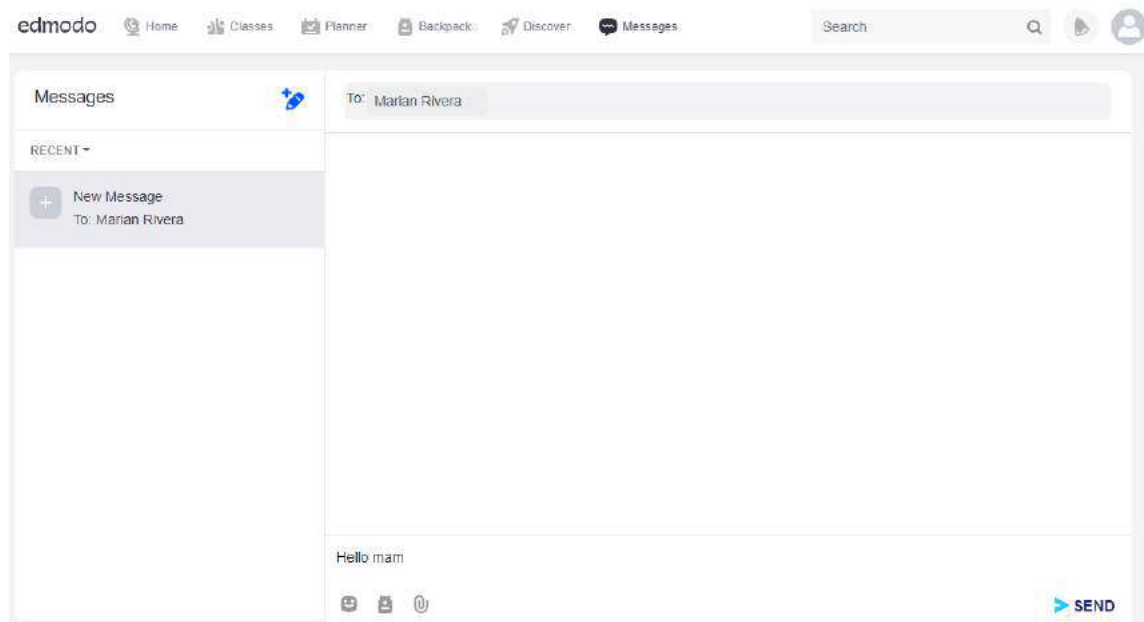 edmodo Home Classes Planner Backpack Discover Messages Search
Messages
To: Marian Rivera
RECENT
New Message
To: Marian Rivera
Hello mam
SEND